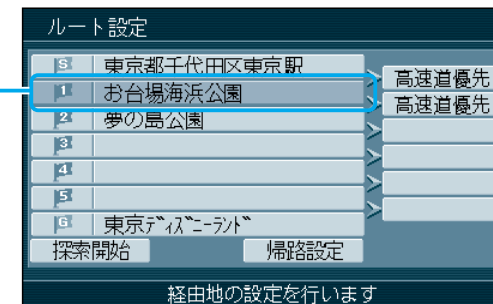 ルート設定
S 東京都千代田区東京駅
高速道優先
1 お台場海浜公園
高速道優先
2 夢の島公園
3
4
5
G 東京ディズニーランド
探索開始 帰路設定
経由地の設定を行います